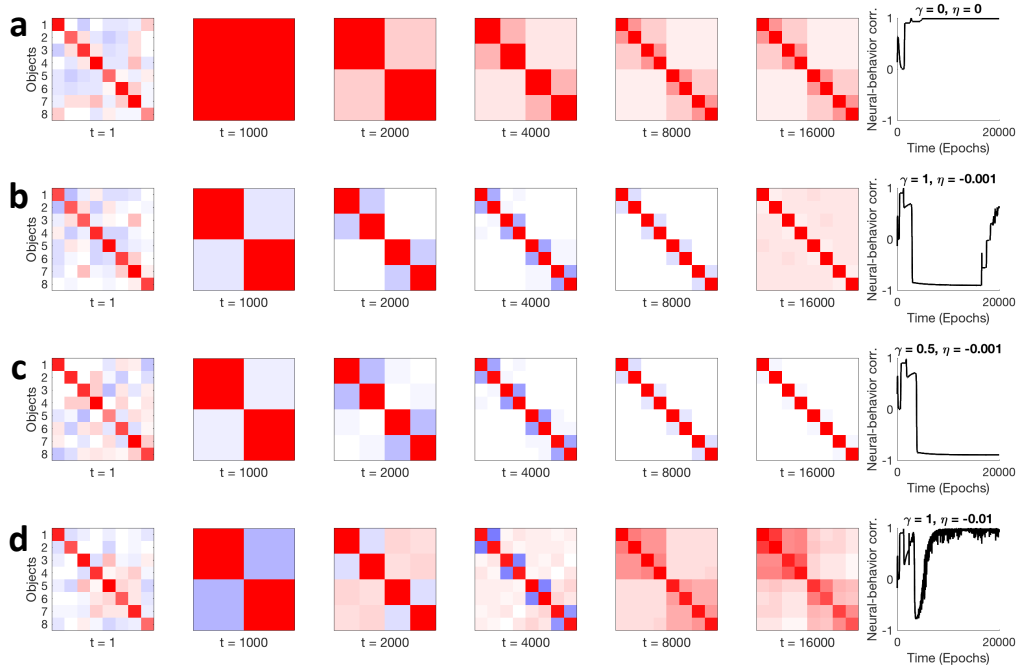 a
Objects
1
2
3
4
5
6
7
8
t = 1
t = 1000
t = 2000
t = 4000
t = 8000
t = 16000
γ = 0, η = 0
Neural-behavior corr.
1
0
-1
0
20000
Time (Epochs)
b
Objects
1
2
3
4
5
6
7
8
t = 1
t = 1000
t = 2000
t = 4000
t = 8000
t = 16000
γ = 1, η = -0.001
Neural-behavior corr.
1
0
-1
0
20000
Time (Epochs)
c
Objects
1
2
3
4
5
6
7
8
t = 1
t = 1000
t = 2000
t = 4000
t = 8000
t = 16000
γ = 0.5, η = -0.001
Neural-behavior corr.
1
0
-1
0
20000
Time (Epochs)
d
Objects
1
2
3
4
5
6
7
8
t = 1
t = 1000
t = 2000
t = 4000
t = 8000
t = 16000
γ = 1, η = -0.01
Neural-behavior corr.
1
0
-1
0
20000
Time (Epochs)